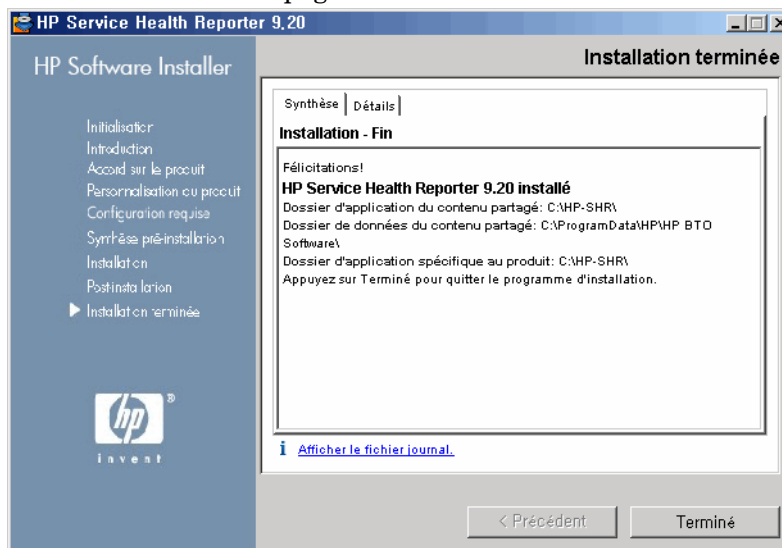 page
HP Service Health Reporter 9,20
HP Software Installer
Installation terminée
Initialisation
Introduction
Accord sur le produit
Personnalisation du produit
Configuration requise
Synthèse pré-installation
Installation
Post-installation
Installation terminée
hp
invent
Synthèse
Détails
Installation - Fin
Félicitations!
HP Service Health Reporter 9.20 installé
Dossier d'application du contenu partagé: C:\HP-SHR\
Dossier de données du contenu partagé: C:\ProgramData\HP\HP BTO
Software\
Dossier d'application spécifique au produit: C:\HP-SHR\
Appuyez sur Terminé pour quitter le programme d'installation.
i Afficher le fichier journal.
< Précédent
Terminé